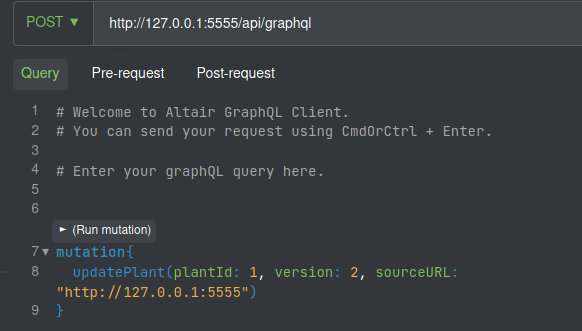 POST ▼ http://127.0.0.1:5555/api/graphql
Query Pre-request Post-request
1 # Welcome to Altair GraphQL Client.
2 # You can send your request using CmdOrCtrl + Enter.
3
4 # Enter your graphQL query here.
5
6
► (Run mutation)
7 ▼ mutation{
8 updatePlant(plantId: 1, version: 2, sourceURL:
"http://127.0.0.1:5555")
9 }